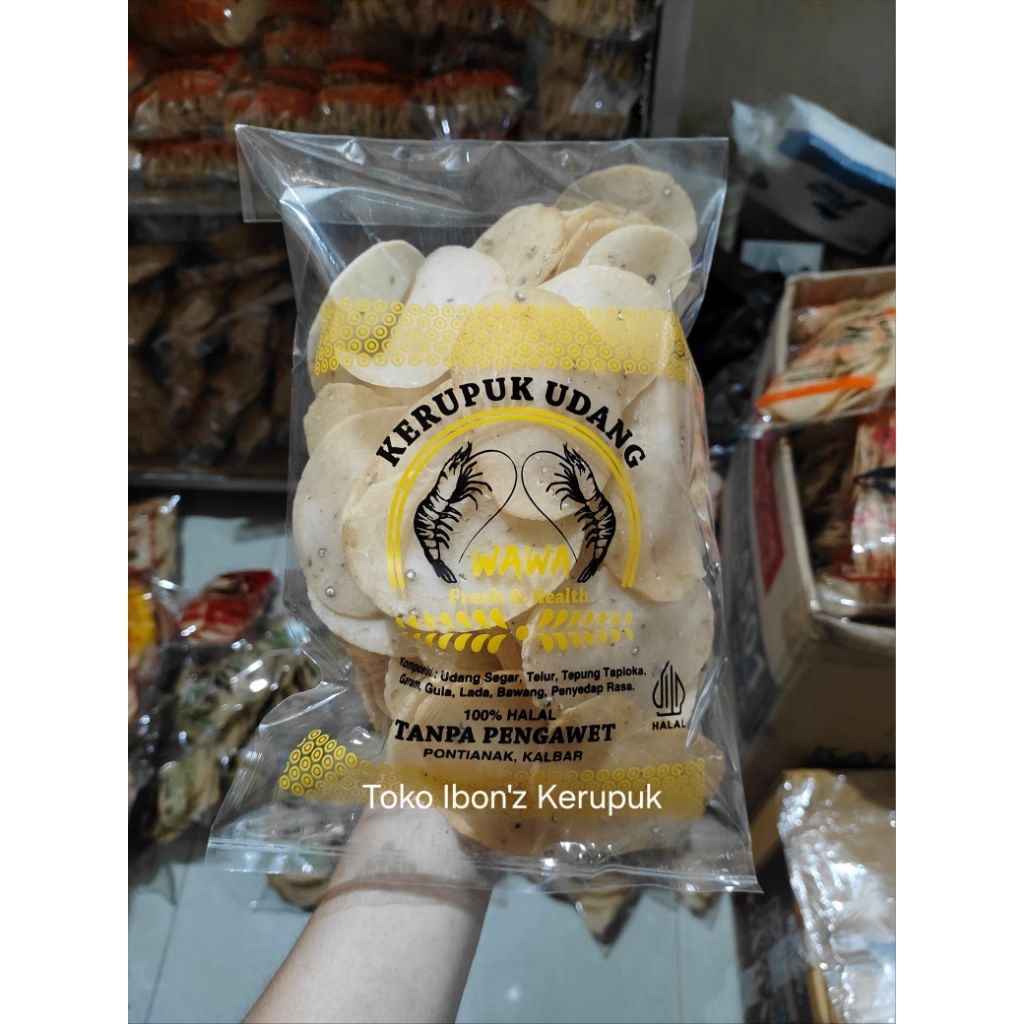 KERUPUK UDANG
WAWA
Fresh & Health
Komposisi : Udang Segar, Telur, Tepung Tapioka,
Garam, Gula, Lada, Bawang, Penyedap Rasa.
HALAL
100% HALAL
TANPA PENGAWET
PONTIANAK, KALBAR
Toko Ibon'z Kerupuk